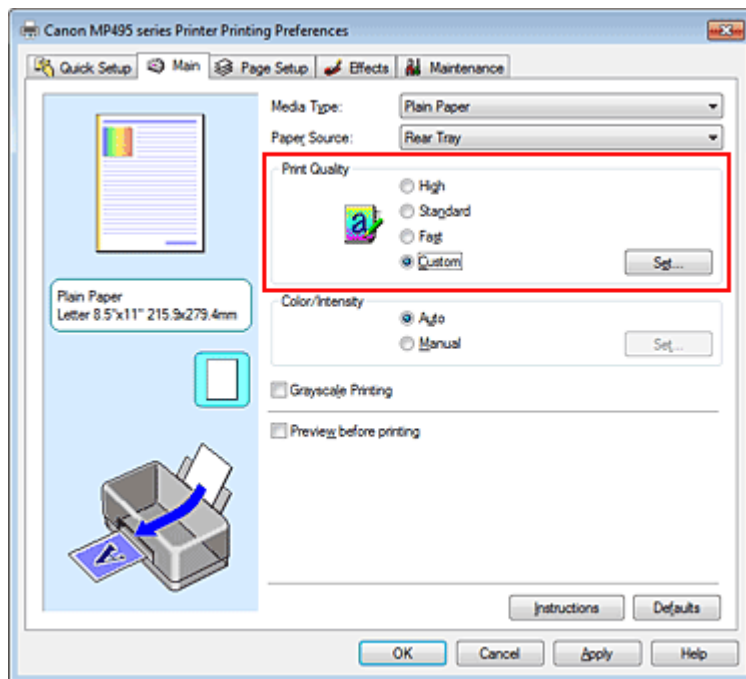 Canon MP495 series Printer Printing Preferences
Quick Setup Main Page Setup Effects Maintenance
Media Type: Plain Paper
Paper Source: Rear Tray
Print Quality
High
a Standard
Fast
Custom Set...
Plain Paper
Letter 8.5"x11" 215.9x279.4mm
Color/Intensity
Auto
Manual Set...
Grayscale Printing
Preview before printing
Instructions Defaults
OK Cancel Apply Help